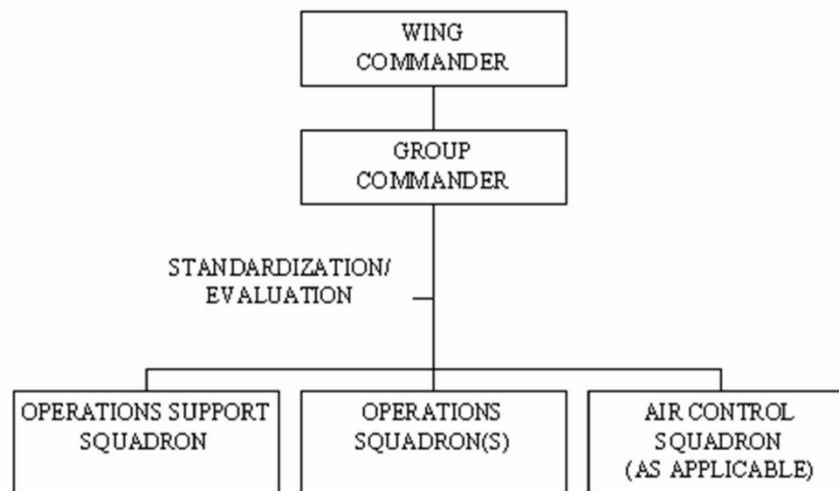 WING
COMMANDER
GROUP
COMMANDER
STANDARDIZATION/
EVALUATION
OPERATIONS SUPPORT
SQUADRON
OPERATIONS
SQUADRON(S)
AIR CONTROL
SQUADRON
(AS APPLICABLE)